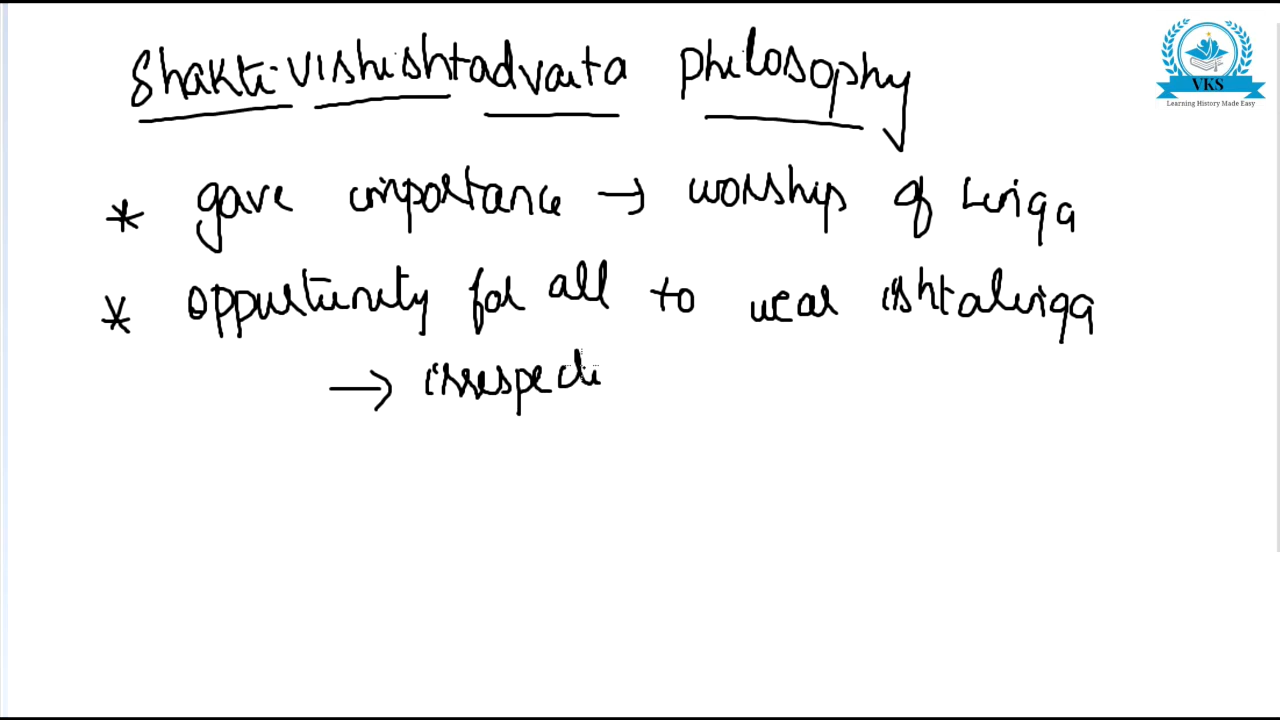 Shakti vishishtadvaita philosophy
* gave importance → worship of Linga
* oppurtunity for all to wear ishtalinga
→ irrespecti
VKS
Learning History Made Easy